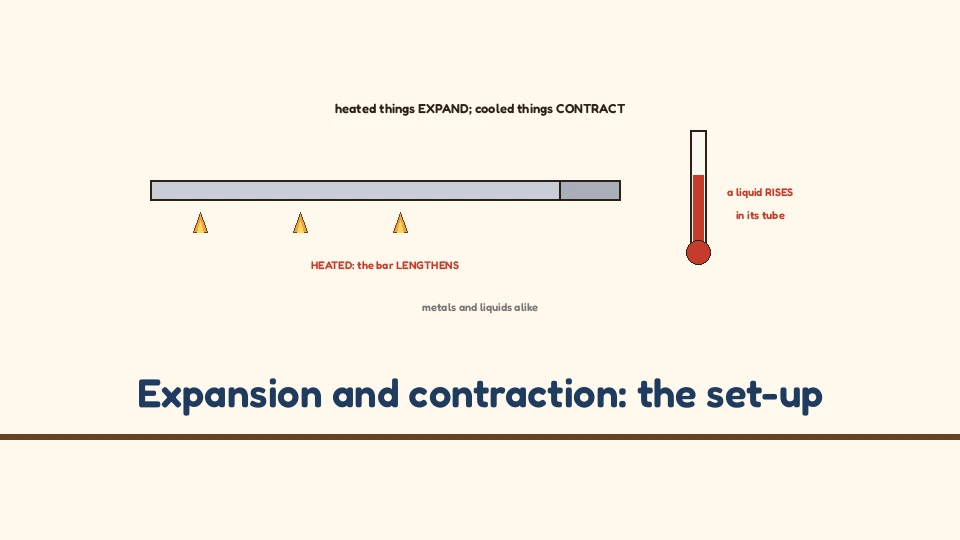 heated things EXPAND; cooled things CONTRACT
a liquid RISES
in its tube
HEATED: the bar LENGTHENS
metals and liquids alike
Expansion and contraction: the set-up